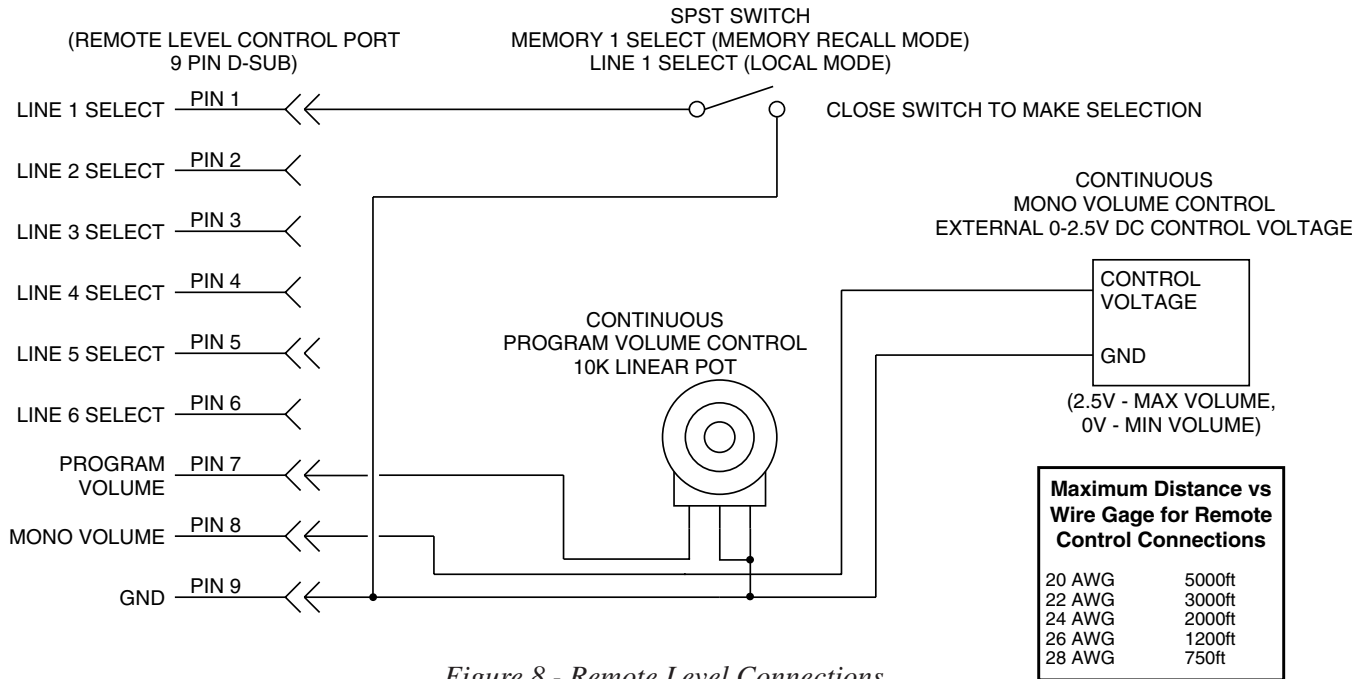 SPST SWITCH
MEMORY 1 SELECT (MEMORY RECALL MODE)
LINE 1 SELECT (LOCAL MODE)
(REMOTE LEVEL CONTROL PORT
9 PIN D-SUB)
LINE 1 SELECT PIN 1
CLOSE SWITCH TO MAKE SELECTION
LINE 2 SELECT PIN 2
LINE 3 SELECT PIN 3
LINE 4 SELECT PIN 4
LINE 5 SELECT PIN 5
LINE 6 SELECT PIN 6
PROGRAM
VOLUME
PIN 7
MONO VOLUME PIN 8
GND PIN 9
CONTINUOUS
PROGRAM VOLUME CONTROL
10K LINEAR POT
CONTINUOUS
MONO VOLUME CONTROL
EXTERNAL 0-2.5V DC CONTROL VOLTAGE
CONTROL
VOLTAGE
GND
(2.5V - MAX VOLUME,
0V - MIN VOLUME)
Maximum Distance vs
Wire Gage for Remote
Control Connections
20 AWG 5000ft
22 AWG 3000ft
24 AWG 2000ft
26 AWG 1200ft
28 AWG 750ft
Figure 8 - Remote Level Connections